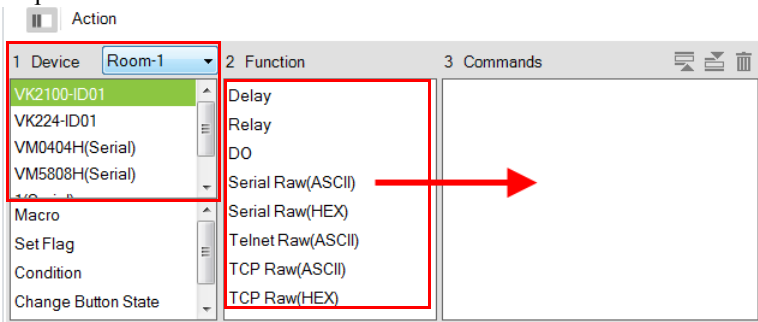 Action
1 Device Room-1 2 Function 3 Commands
VK2100-ID01
VK224-ID01
VM0404H(Serial)
VM5808H(Serial)
Macro
Set Flag
Condition
Change Button State
Delay
Relay
DO
Serial Raw(ASCII)
Serial Raw(HEX)
Telnet Raw(ASCII)
TCP Raw(ASCII)
TCP Raw(HEX)